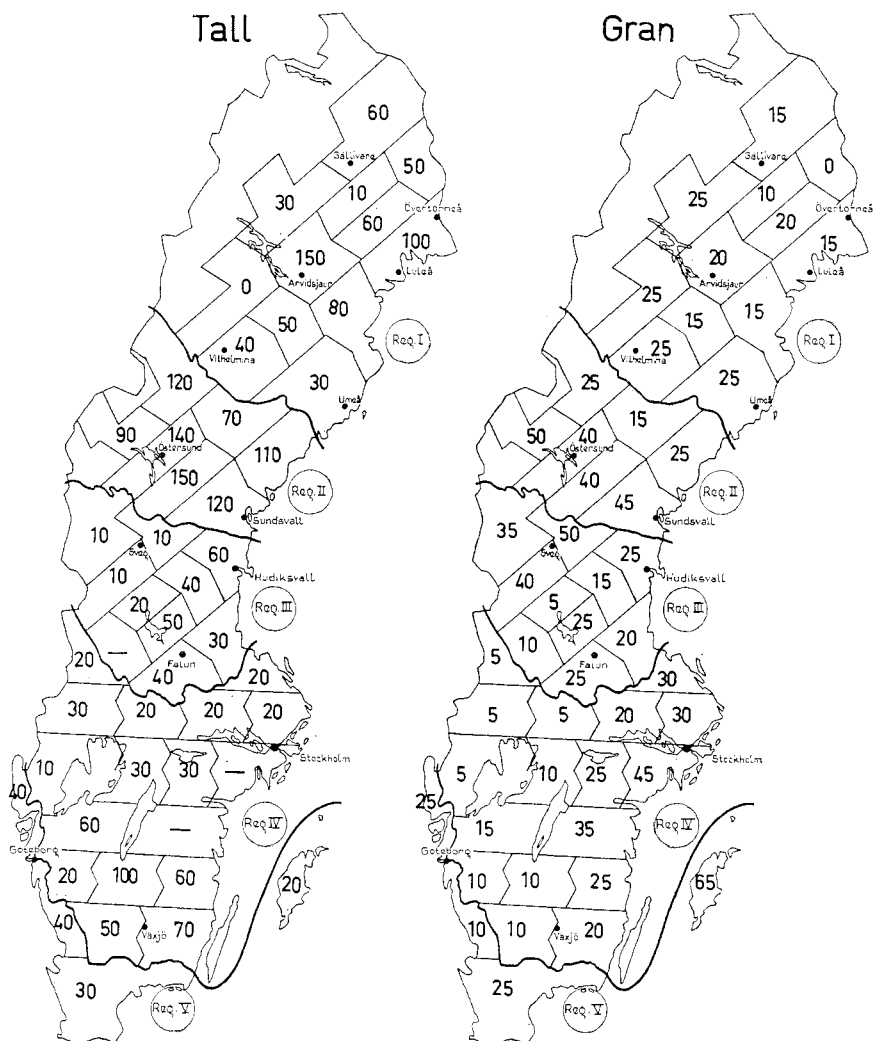 Tall
60
Gällivare
50
10
30
Övertorneå
60
100
150
Luleå
Arvidsjaur
0
80
50
40
Reg. I
Vilhelmina
120
30
Umeå
70
90
140
Östersund
110
150
Reg. II
120
Sundsvall
10
10
Sveg
60
Hudiksvall
10
40
20
50
Reg. III
30
20
—
Falun
40
20
30
20
20
20
Stockholm
10
30
30
—
40
60
—
Reg. IV
Göteborg
20
100
60
20
40
50
70
Växjö
30
Reg. V
Gran
15
Gällivare
0
10
25
Övertorneå
20
15
20
Luleå
Arvidsjaur
25
15
15
25
Reg. I
Vilhelmina
25
25
Umeå
15
50
40
Östersund
25
40
Reg. II
45
Sundsvall
35
50
Sveg
25
Hudiksvall
40
15
5
25
Reg. III
20
5
10
Falun
25
30
5
5
20
30
Stockholm
5
10
25
45
25
15
35
Reg. IV
Göteborg
10
10
25
65
10
10
20
Växjö
25
Reg. V